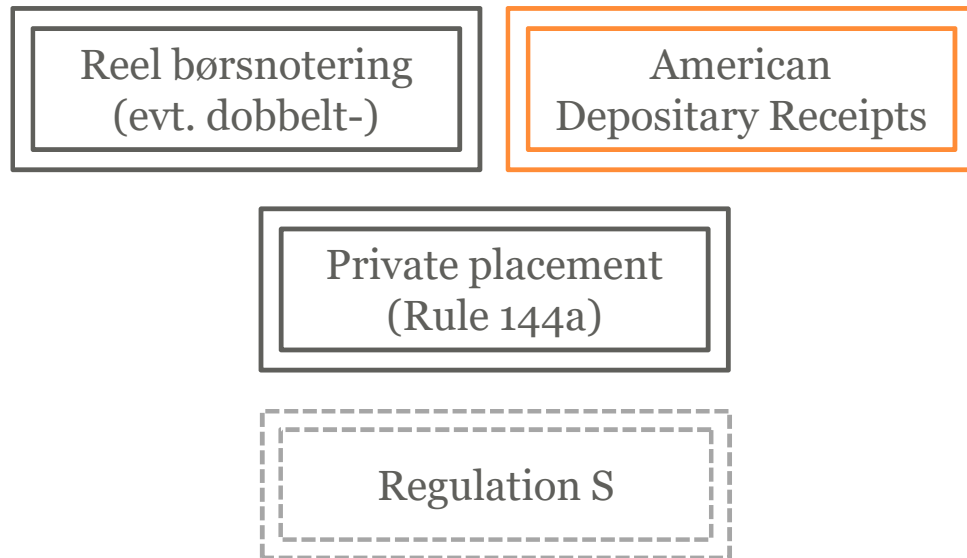 Reel børsnotering
(evt. dobbelt-)
American
Depositary Receipts
Private placement
(Rule 144a)
Regulation S